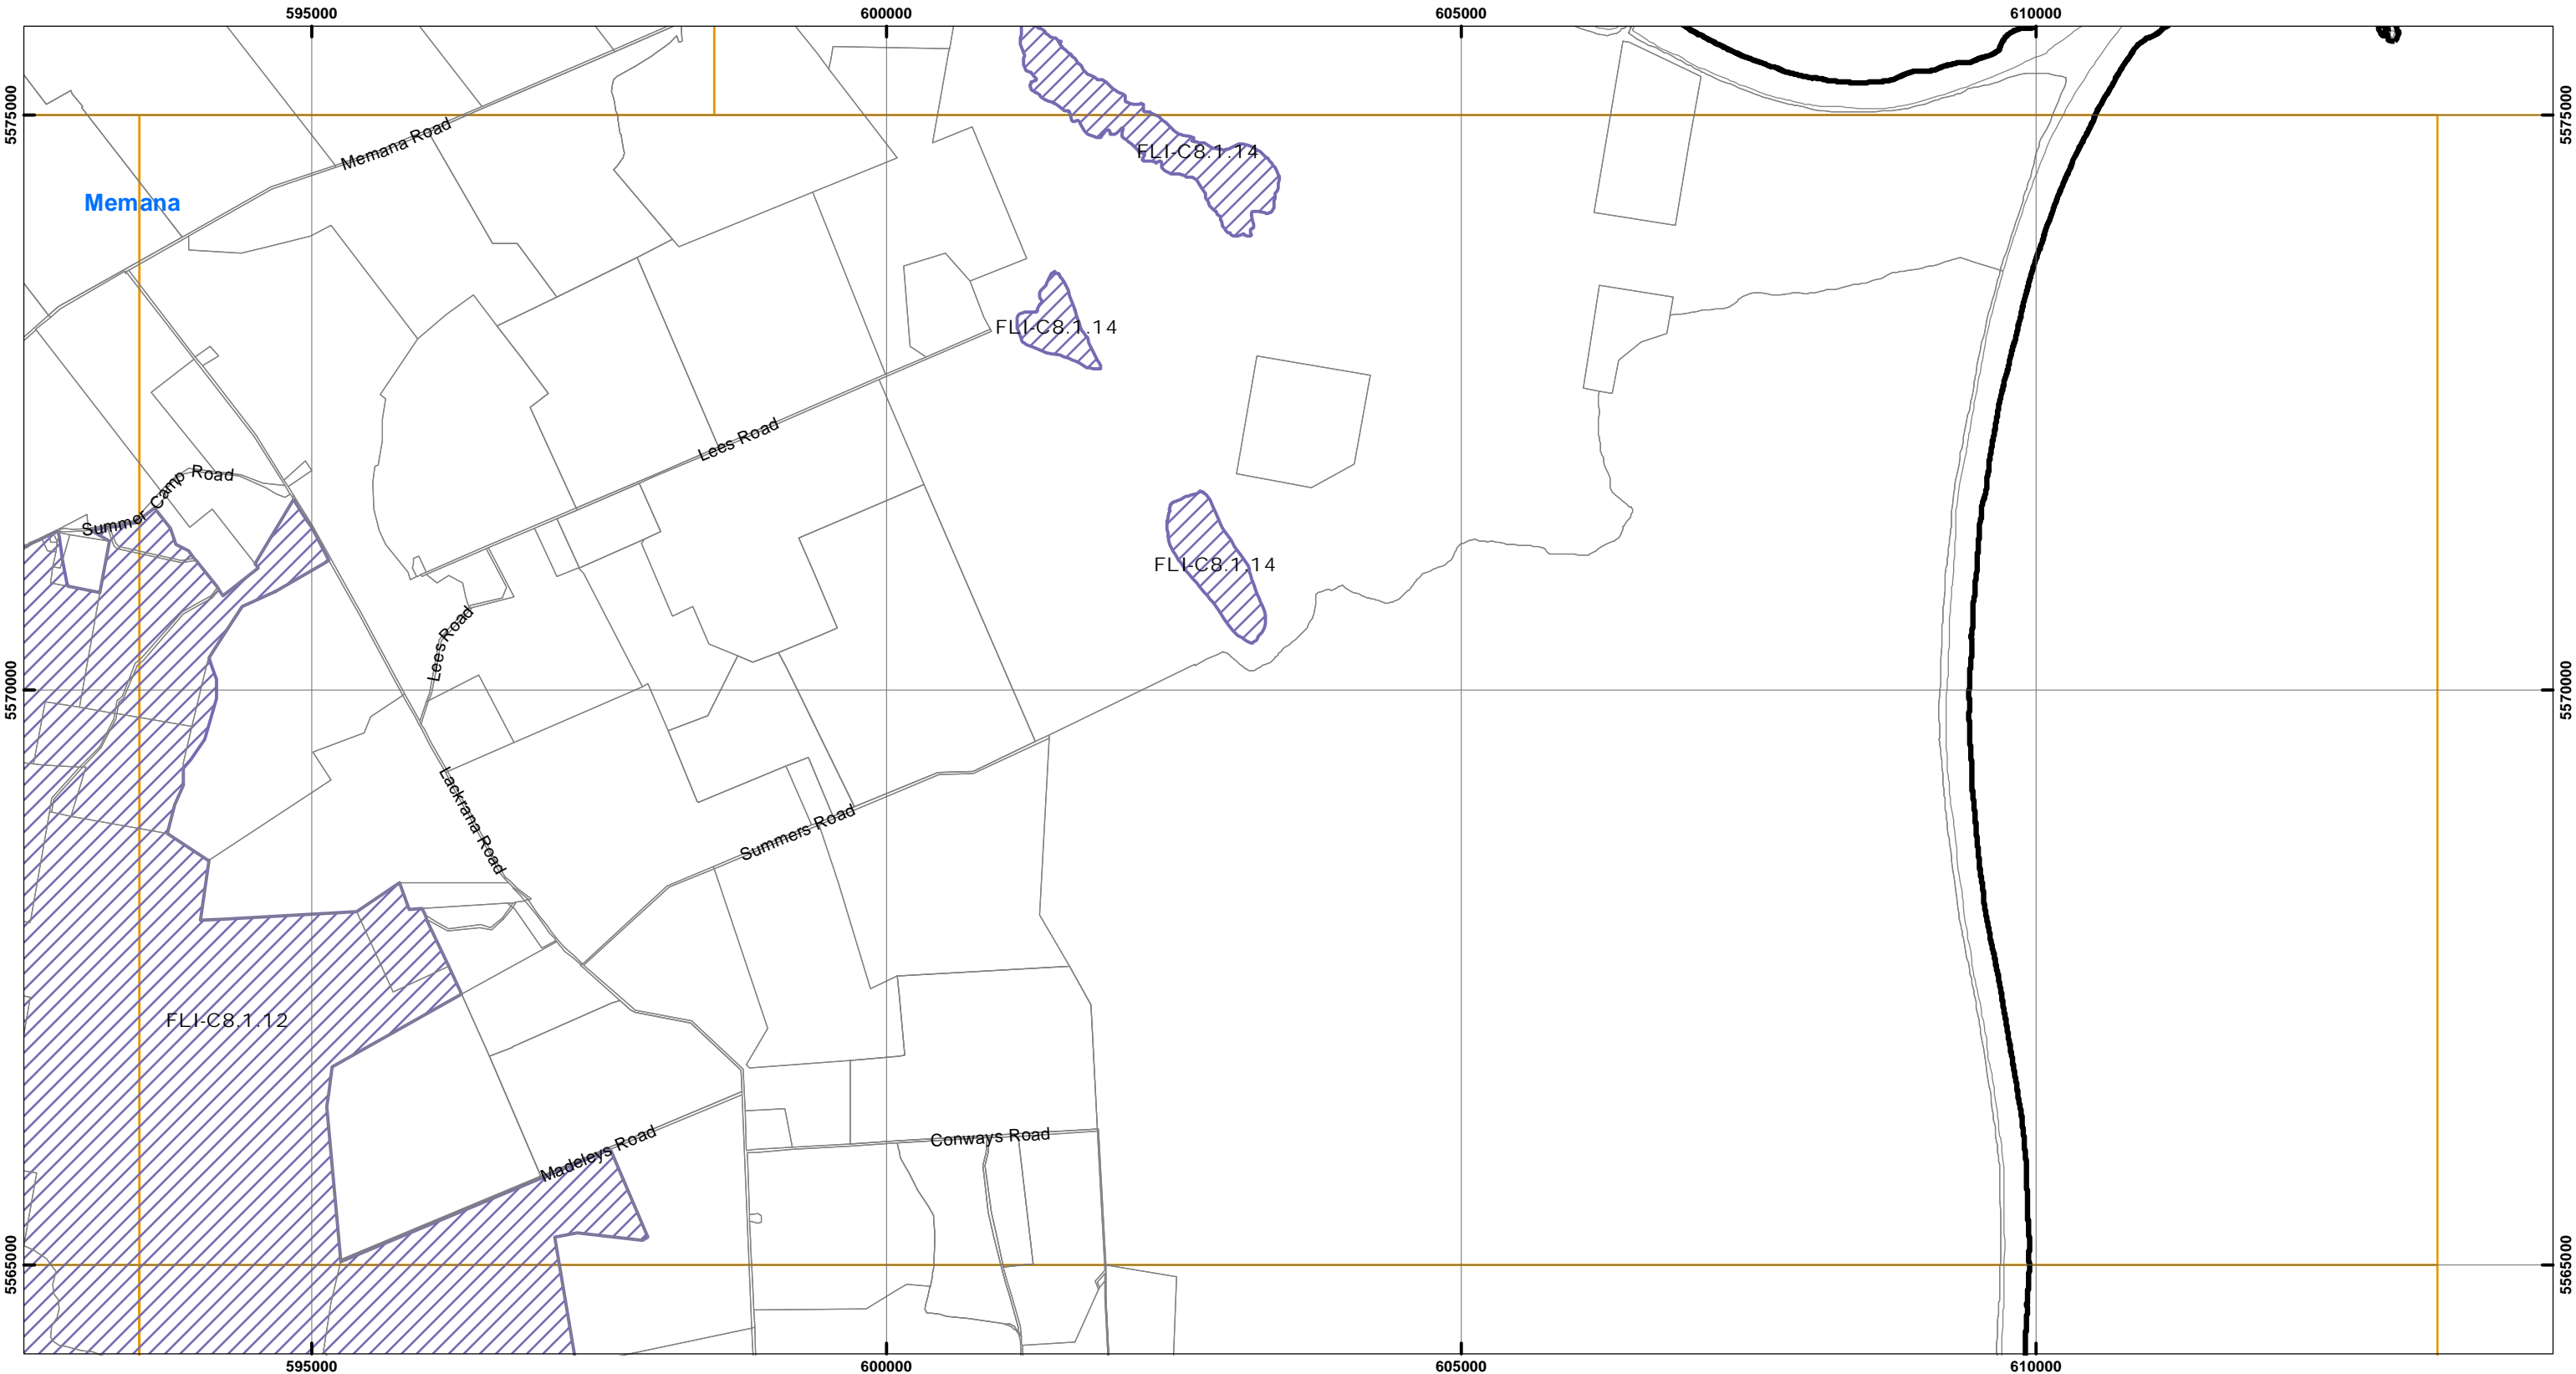 595000
600000
605000
610000
5575000
5575000
Memana Road
FLI-C8.1.14
Memana
FLI-C8.1.14
Lees Road
Summer Camp Road
FLI-C8.1.14
Lees Road
5570000
5570000
Lackrana Road
Summers Road
FLI-C8.1.12
Madeleys Road
Conways Road
5565000
5565000
595000
600000
605000
610000